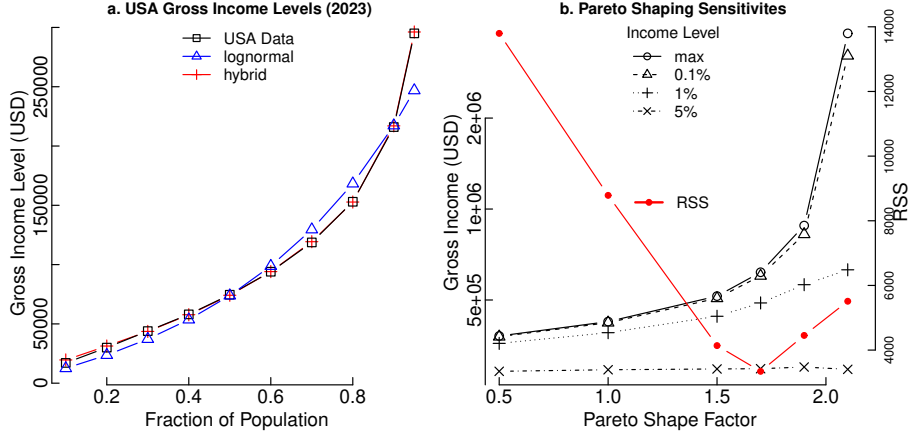 a. USA Gross Income Levels (2023)
USA Data
lognormal
hybrid
Gross Income Level (USD)
250000
150000
50000
0
0.2
0.4
0.6
0.8
Fraction of Population
b. Pareto Shaping Sensitivites
Income Level
max
0.1%
1%
5%
RSS
Gross Income (USD)
2e+06
1e+06
5e+05
0.5
1.0
1.5
2.0
Pareto Shape Factor
14000
12000
10000
8000
6000
4000
RSS